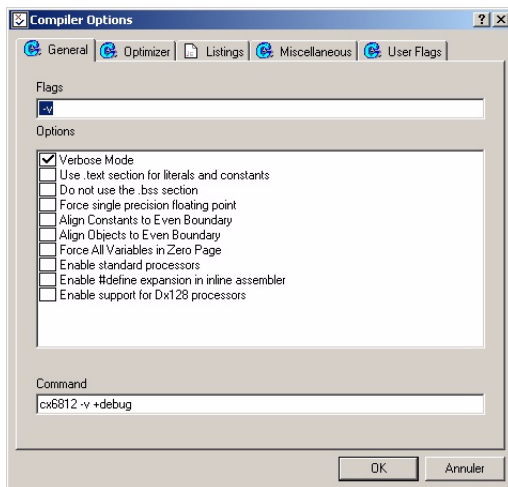 Compiler Options
General
Optimizer
Listings
Miscellaneous
User Flags
Flags
-v
Options
Verbose Mode
Use .text section for literals and constants
Do not use the .bss section
Force single precision floating point
Align Constants to Even Boundary
Align Objects to Even Boundary
Force All Variables in Zero Page
Enable standard processors
Enable #define expansion in inline assembler
Enable support for Dx128 processors
Command
cx6812 -v +debug
OK
Annuler